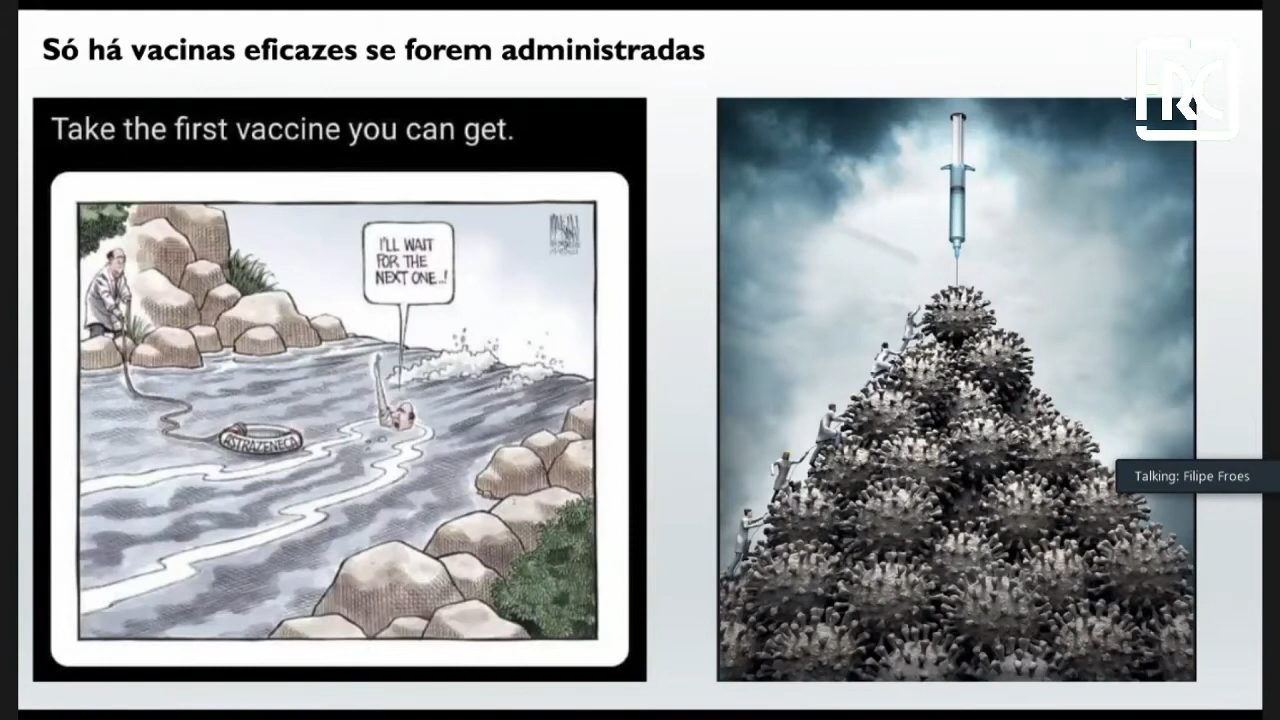 Só há vacinas eficazes se forem administradas
HRC
Take the first vaccine you can get.
I'LL WAIT
FOR THE
NEXT ONE..!
ASTRAZENECA
Talking: Filipe Froes